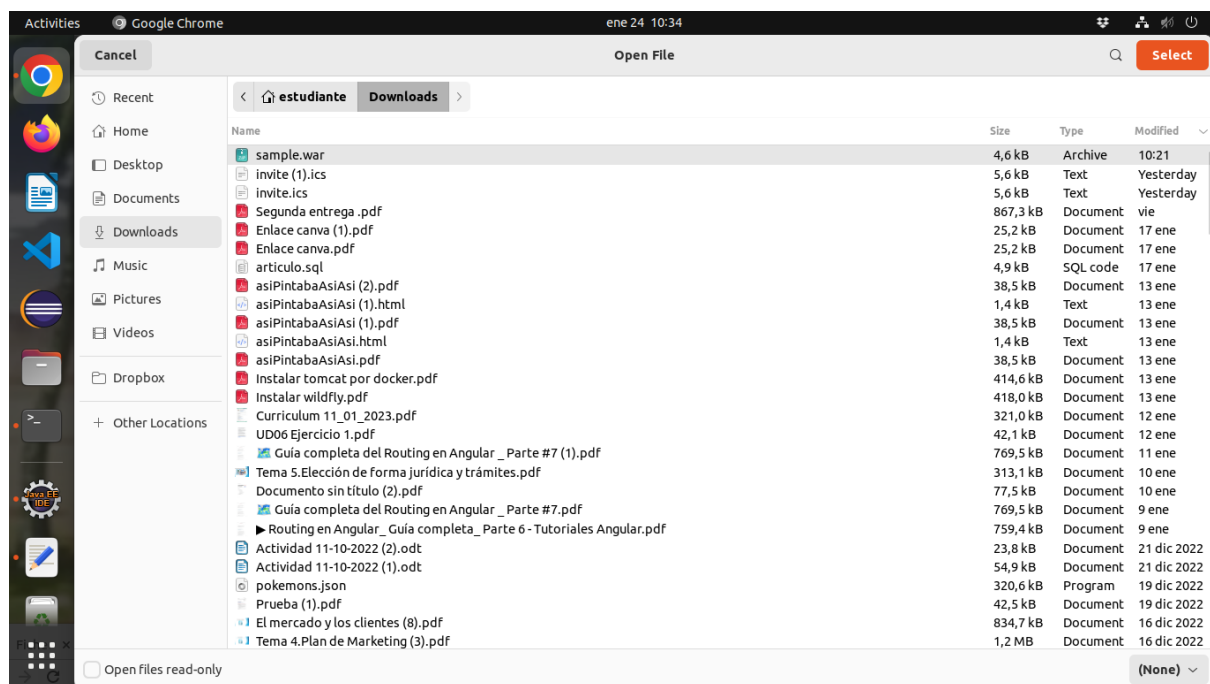 Activities Google Chrome ene 24 10:34
Cancel Open File Select
Recent
Home
Desktop
Documents
Downloads
Music
Pictures
Videos
Dropbox
+ Other Locations
< estudiante Downloads >
Name Size Type Modified
sample.war 4,6 kB Archive 10:21
invite (1).ics 5,6 kB Text Yesterday
invite.ics 5,6 kB Text Yesterday
Segunda entrega .pdf 867,3 kB Document vie
Enlace canva (1).pdf 25,2 kB Document 17 ene
Enlace canva.pdf 25,2 kB Document 17 ene
articulo.sql 4,9 kB SQL code 17 ene
asiPintabaAsiAsi (2).pdf 38,5 kB Document 13 ene
asiPintabaAsiAsi (1).html 1,4 kB Text 13 ene
asiPintabaAsiAsi (1).pdf 38,5 kB Document 13 ene
asiPintabaAsiAsi.html 1,4 kB Text 13 ene
asiPintabaAsiAsi.pdf 38,5 kB Document 13 ene
Instalar tomcat por docker.pdf 414,6 kB Document 13 ene
Instalar wildfly.pdf 418,0 kB Document 13 ene
Curriculum 11_01_2023.pdf 321,0 kB Document 12 ene
UD06 Ejercicio 1.pdf 42,1 kB Document 12 ene
🗺️ Guía completa del Routing en Angular _ Parte #7 (1).pdf 769,5 kB Document 11 ene
Tema 5.Elección de forma jurídica y trámites.pdf 313,1 kB Document 10 ene
Documento sin título (2).pdf 77,5 kB Document 10 ene
🗺️ Guía completa del Routing en Angular _ Parte #7.pdf 769,5 kB Document 9 ene
▶ Routing en Angular_ Guía completa_ Parte 6 - Tutoriales Angular.pdf 759,4 kB Document 9 ene
Actividad 11-10-2022 (2).odt 23,8 kB Document 21 dic 2022
Actividad 11-10-2022 (1).odt 54,9 kB Document 21 dic 2022
pokemons.json 320,6 kB Program 19 dic 2022
Prueba (1).pdf 42,5 kB Document 19 dic 2022
El mercado y los clientes (8).pdf 834,7 kB Document 16 dic 2022
Tema 4.Plan de Marketing (3).pdf 1,2 MB Document 16 dic 2022
Java EE
IDE
Open files read-only (None)